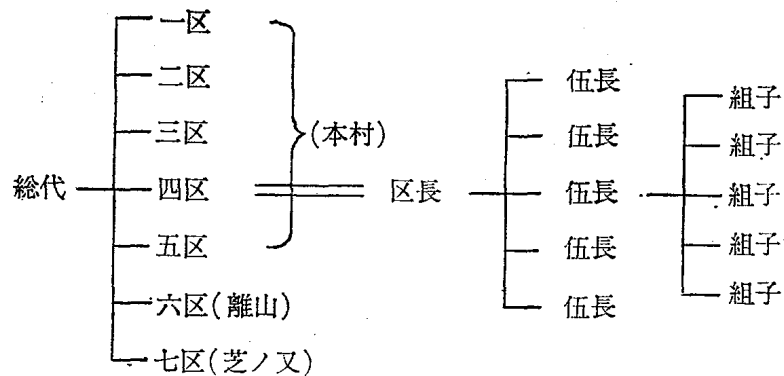 一区
二区
三区
総代
四区
五区
六区(離山)
七区(芝ノ又)
(本村)
区長
伍長
伍長
伍長
伍長
伍長
組子
組子
組子
組子
組子